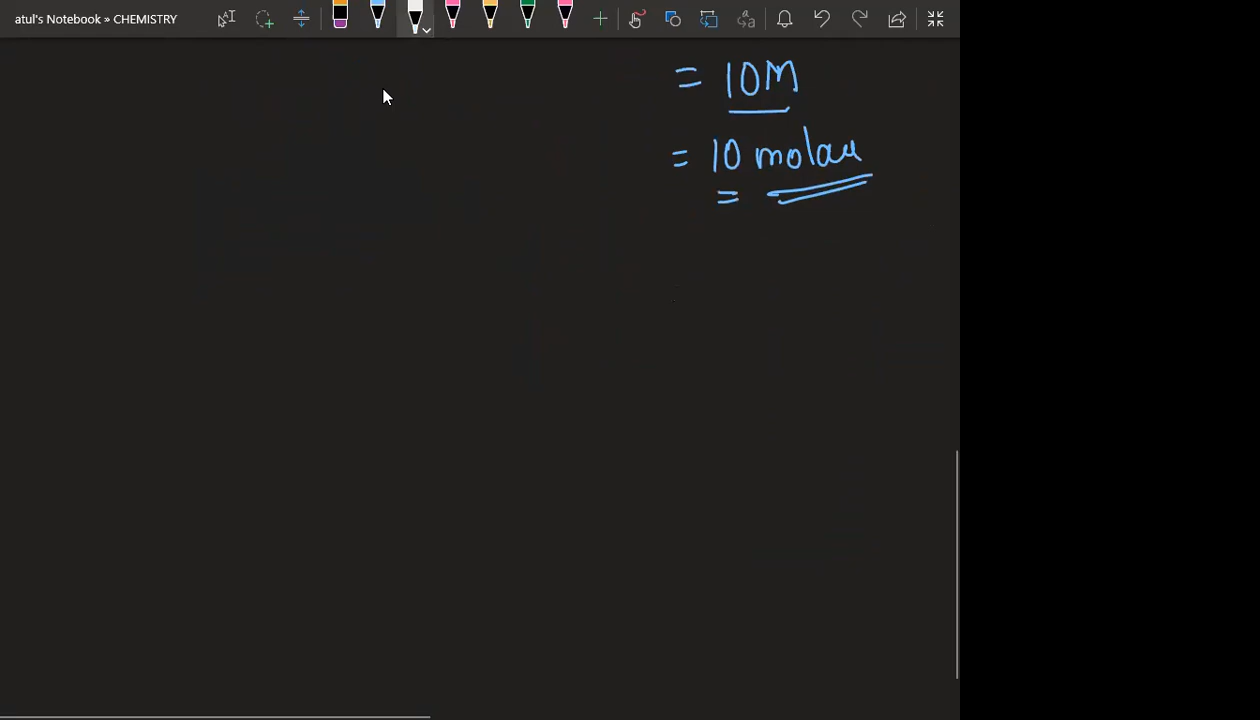 atul's Notebook » CHEMISTRY
= 10M
= 10 molar
=